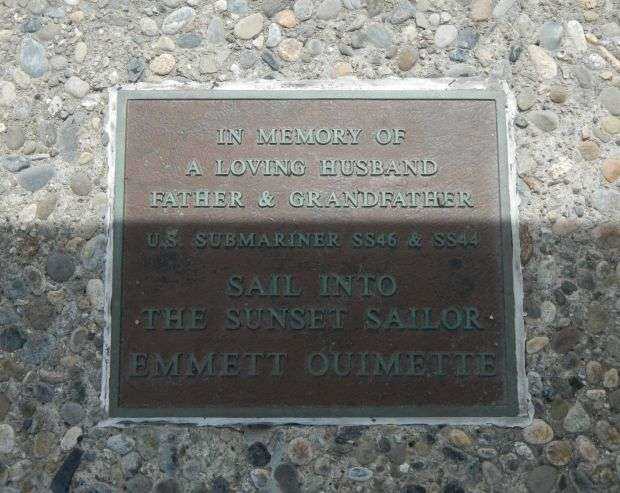 IN MEMORY OF
A LOVING HUSBAND
FATHER & GRANDFATHER
U.S. SUBMARINER SS46 & SS44
SAIL INTO
THE SUNSET SAILOR
EMMETT OUIMETTE